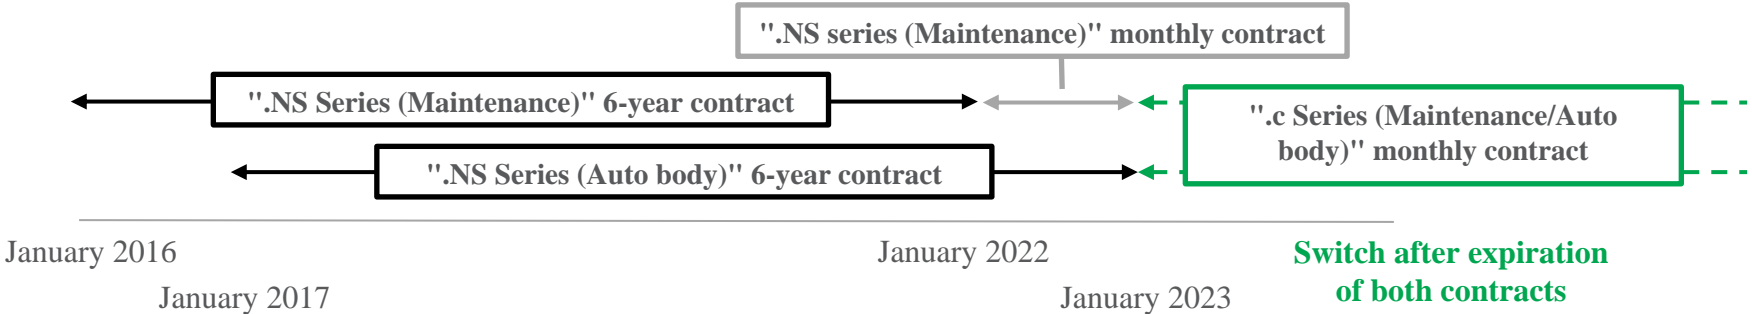 ".NS series (Maintenance)" monthly contract
".NS Series (Maintenance)" 6-year contract
".c Series (Maintenance/Auto
body)" monthly contract
".NS Series (Auto body)" 6-year contract
January 2016
January 2022
Switch after expiration
of both contracts
January 2017
January 2023